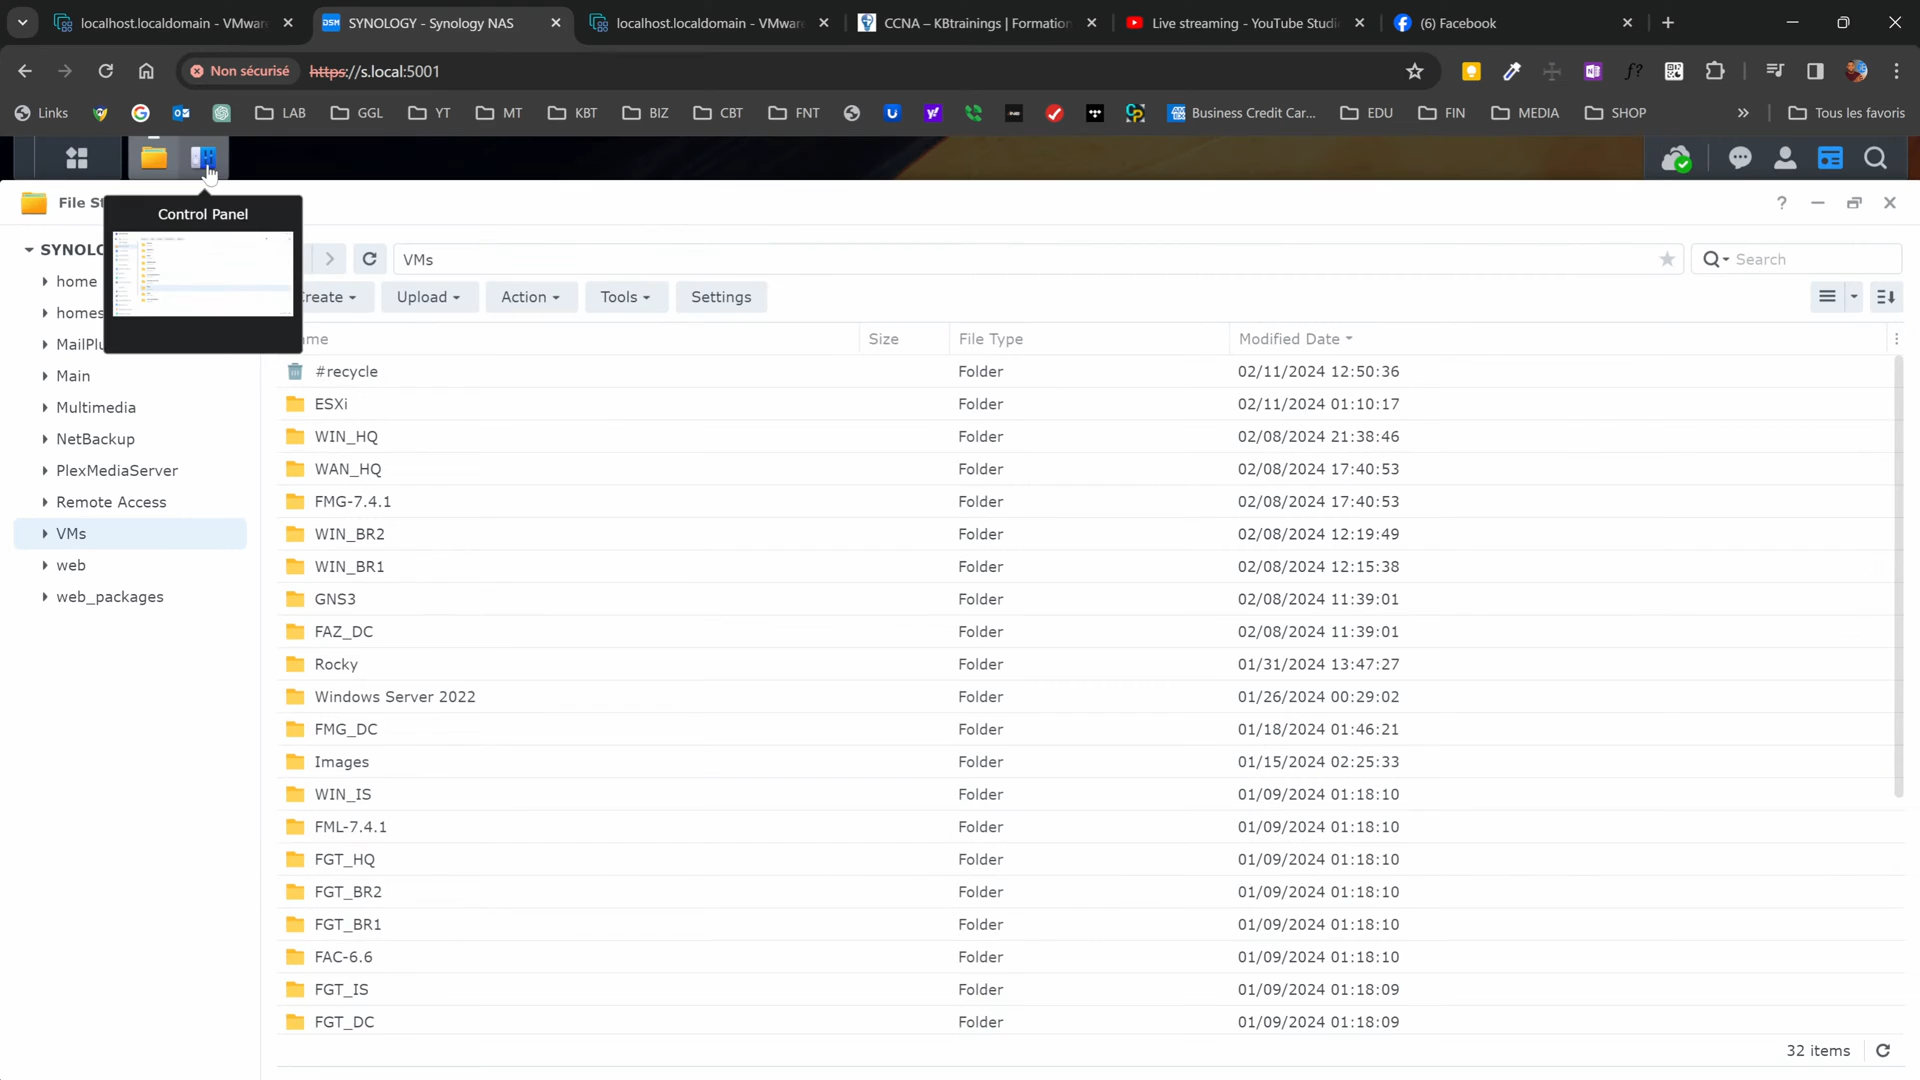 localhost.localdomain - VMwar
SYNOLOGY - Synology NAS
localhost.localdomain - VMwar
CCNA – KBtrainings | Formation
Live streaming - YouTube Studi
(6) Facebook
Non sécurisé
https://s.local:5001
Links
LAB
GGL
YT
MT
KBT
BIZ
CBT
FNT
Business Credit Car...
EDU
FIN
MEDIA
SHOP
»
Tous les favoris
File St
Control Panel
SYNOLO
home
homes
MailPlu
Main
Multimedia
NetBackup
PlexMediaServer
Remote Access
VMs
web
web_packages
VMs
Search
Create
Upload
Action
Tools
Settings
me
Size
File Type
Modified Date
#recycle Folder 02/11/2024 12:50:36
ESXi Folder 02/11/2024 01:10:17
WIN_HQ Folder 02/08/2024 21:38:46
WAN_HQ Folder 02/08/2024 17:40:53
FMG-7.4.1 Folder 02/08/2024 17:40:53
WIN_BR2 Folder 02/08/2024 12:19:49
WIN_BR1 Folder 02/08/2024 12:15:38
GNS3 Folder 02/08/2024 11:39:01
FAZ_DC Folder 02/08/2024 11:39:01
Rocky Folder 01/31/2024 13:47:27
Windows Server 2022 Folder 01/26/2024 00:29:02
FMG_DC Folder 01/18/2024 01:46:21
Images Folder 01/15/2024 02:25:33
WIN_IS Folder 01/09/2024 01:18:10
FML-7.4.1 Folder 01/09/2024 01:18:10
FGT_HQ Folder 01/09/2024 01:18:10
FGT_BR2 Folder 01/09/2024 01:18:10
FGT_BR1 Folder 01/09/2024 01:18:10
FAC-6.6 Folder 01/09/2024 01:18:10
FGT_IS Folder 01/09/2024 01:18:09
FGT_DC Folder 01/09/2024 01:18:09
32 items